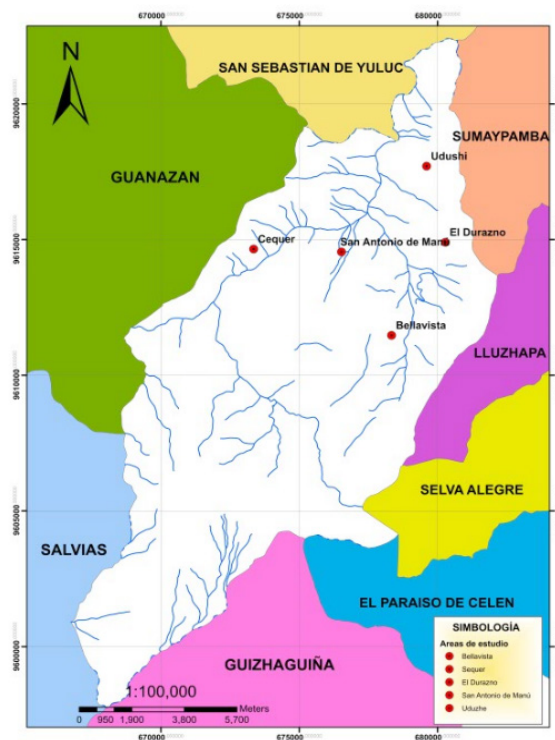 670000 675000 680000
N
SAN SEBASTIAN DE YULUC
SUMAYPAMBA
9620000
GUANAZAN
Udushi
9615000
Cequer
San Antonio de Manú
El Durazno
Bellavista
LLUZHAPA
9610000
SELVA ALEGRE
9605000
SALVIAS
EL PARAISO DE CELEN
GUIZHAGUIÑA
9600000
SIMBOLOGÍA
Areas de estudio
Bellavista
Sequer
El Durazno
San Antonio de Manú
Uduzhe
1:100,000
Meters
0 950 1,900 3,800 5,700
670000 675000 680000